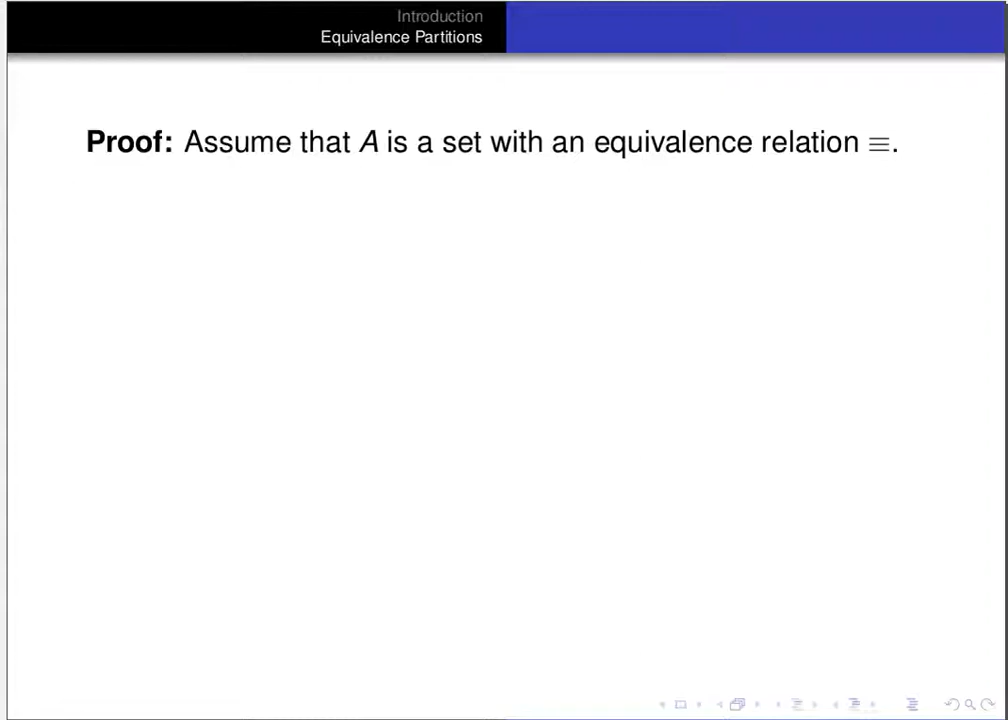 Introduction
Equivalence Partitions
Proof: Assume that A is a set with an equivalence relation ≡.